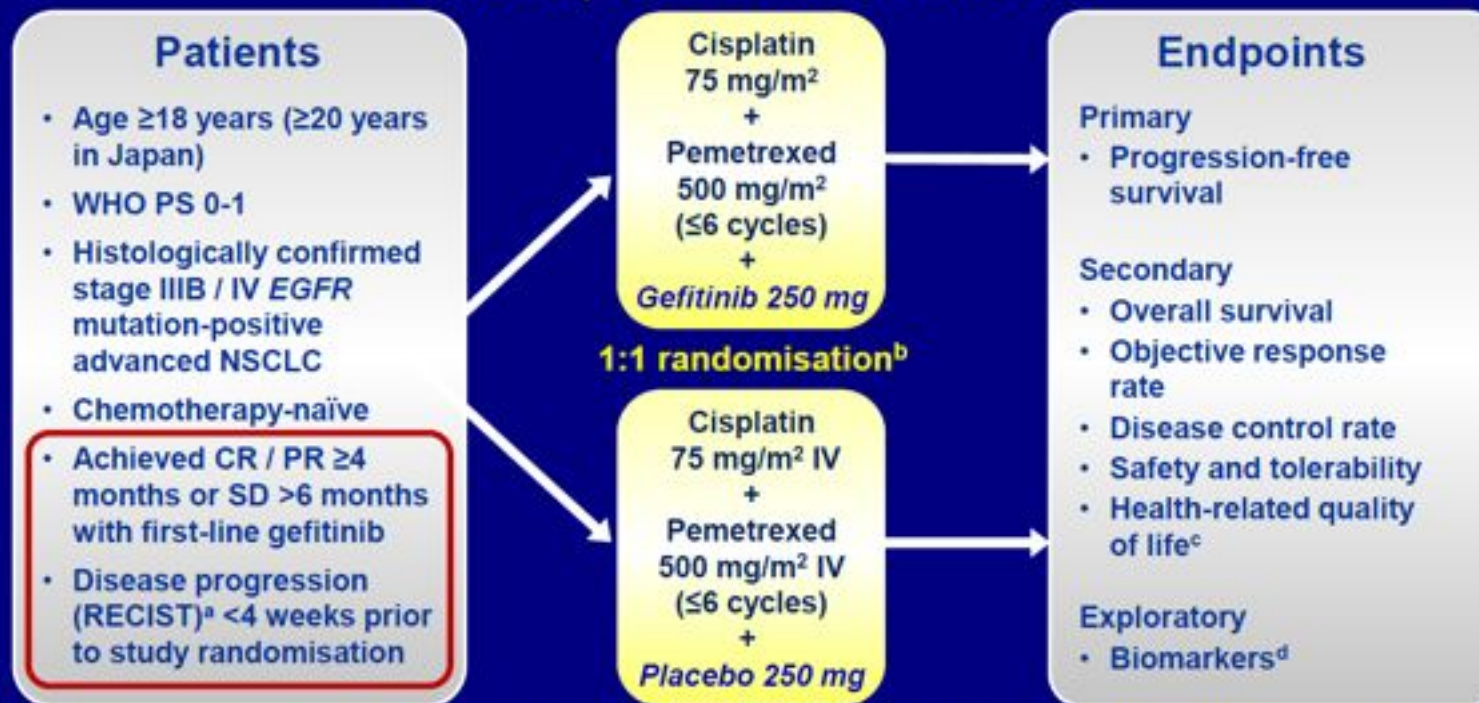 Patients
• Age ≥18 years (≥20 years
in Japan)
• WHO PS 0-1
• Histologically confirmed
stage IIIB / IV EGFR
mutation-positive
advanced NSCLC
• Chemotherapy-naïve
• Achieved CR / PR ≥4
months or SD >6 months
with first-line gefitinib
• Disease progression
(RECIST)ᵃ <4 weeks prior
to study randomisation
Cisplatin
75 mg/m²
+
Pemetrexed
500 mg/m²
(≤6 cycles)
+
Gefitinib 250 mg
1:1 randomisationᵇ
Cisplatin
75 mg/m² IV
+
Pemetrexed
500 mg/m² IV
(≤6 cycles)
+
Placebo 250 mg
Endpoints
Primary
• Progression-free
survival
Secondary
• Overall survival
• Objective response
rate
• Disease control rate
• Safety and tolerability
• Health-related quality
of lifeᶜ
Exploratory
• Biomarkersᵈ